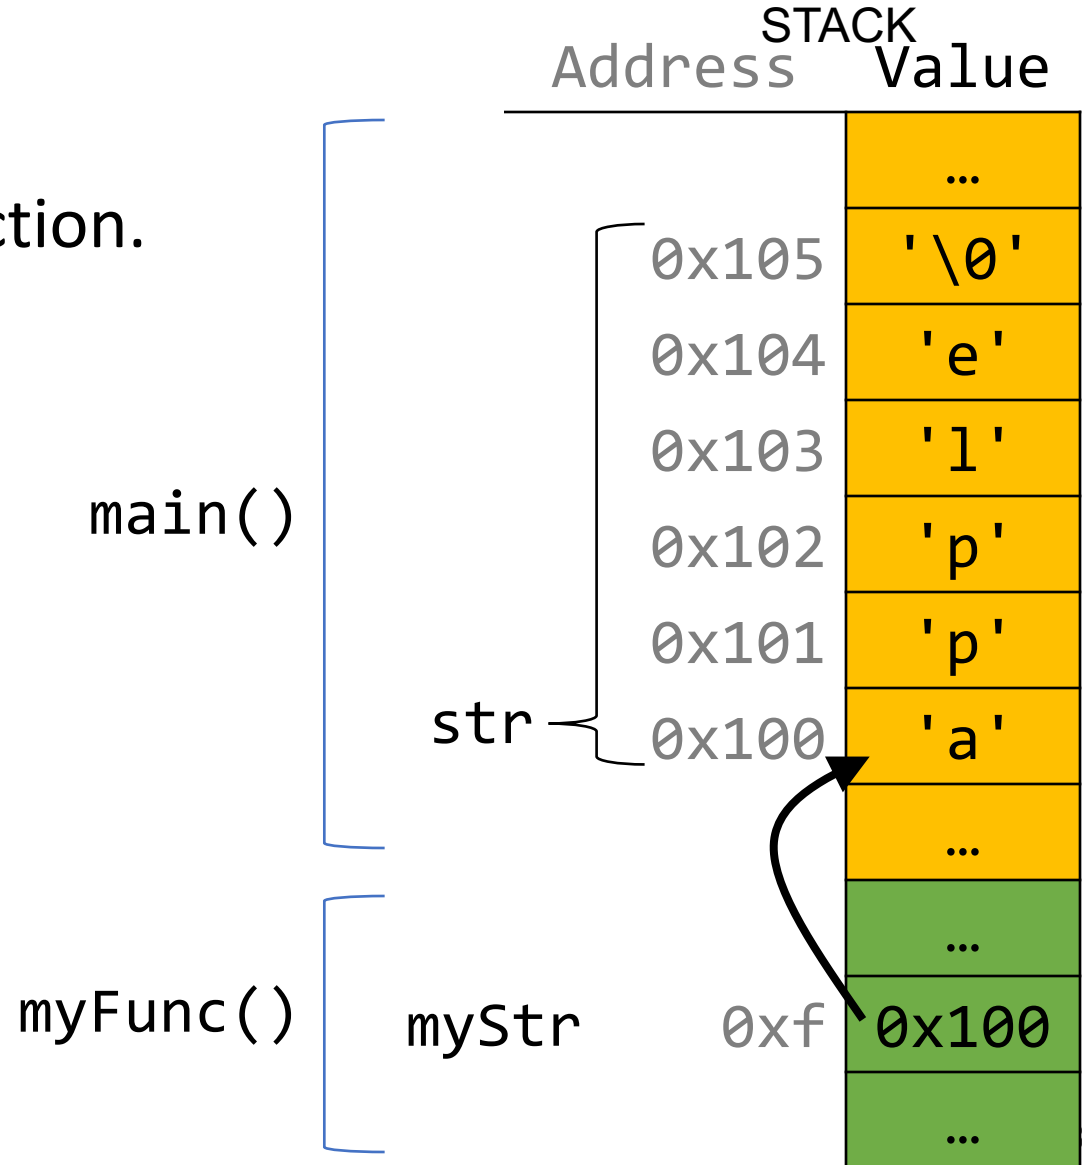 STACK
Address Value
…
ction.
0x105 '\0'
0x104 'e'
0x103 'l'
main()
0x102 'p'
0x101 'p'
str 0x100 'a'
…
…
myFunc() myStr 0xf 0x100
…